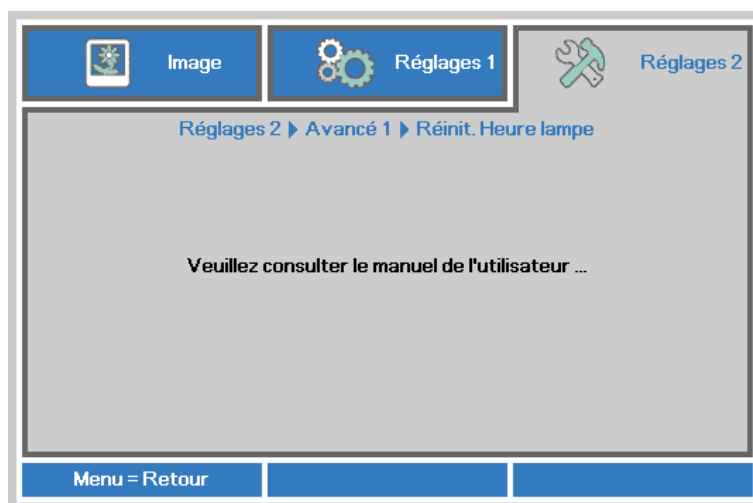 Image
Réglages 1
Réglages 2
Réglages 2 ▶ Avancé 1 ▶ Réinit. Heure lampe
Veuillez consulter le manuel de l'utilisateur ...
Menu = Retour